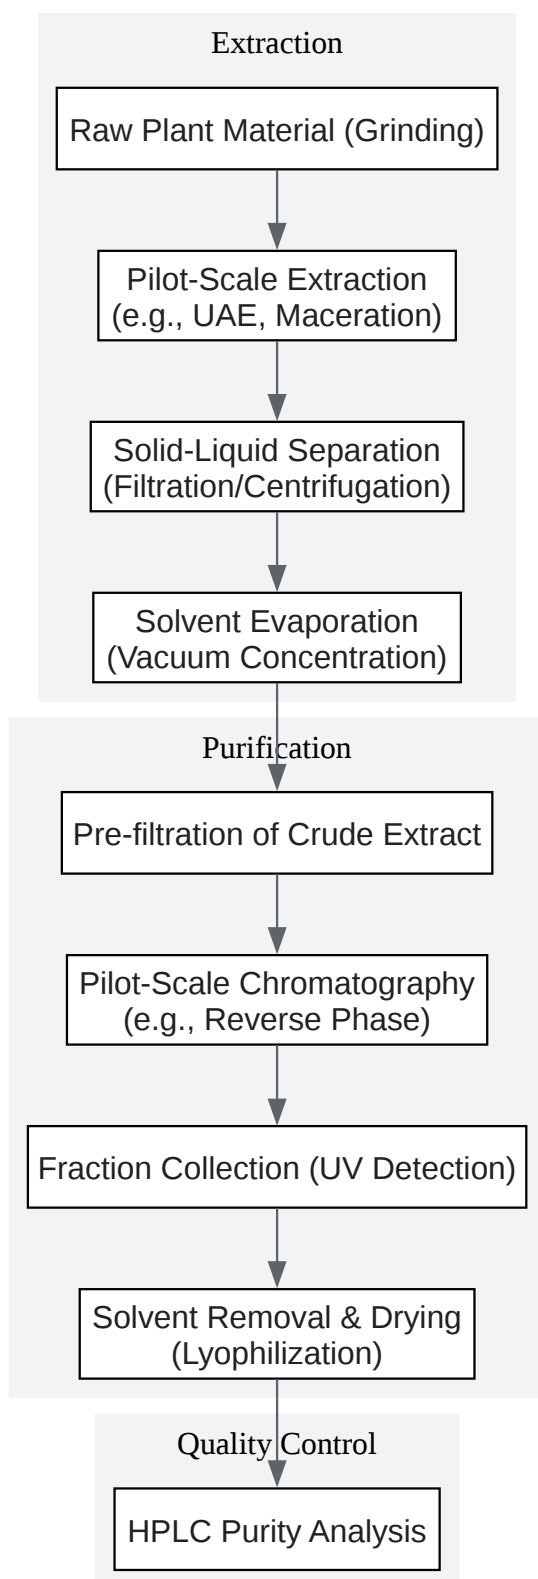 Extraction
Raw Plant Material (Grinding)
Pilot-Scale Extraction
(e.g., UAE, Maceration)
Solid-Liquid Separation
(Filtration/Centrifugation)
Solvent Evaporation
(Vacuum Concentration)
Purification
Pre-filtration of Crude Extract
Pilot-Scale Chromatography
(e.g., Reverse Phase)
Fraction Collection (UV Detection)
Solvent Removal & Drying
(Lyophilization)
Quality Control
HPLC Purity Analysis